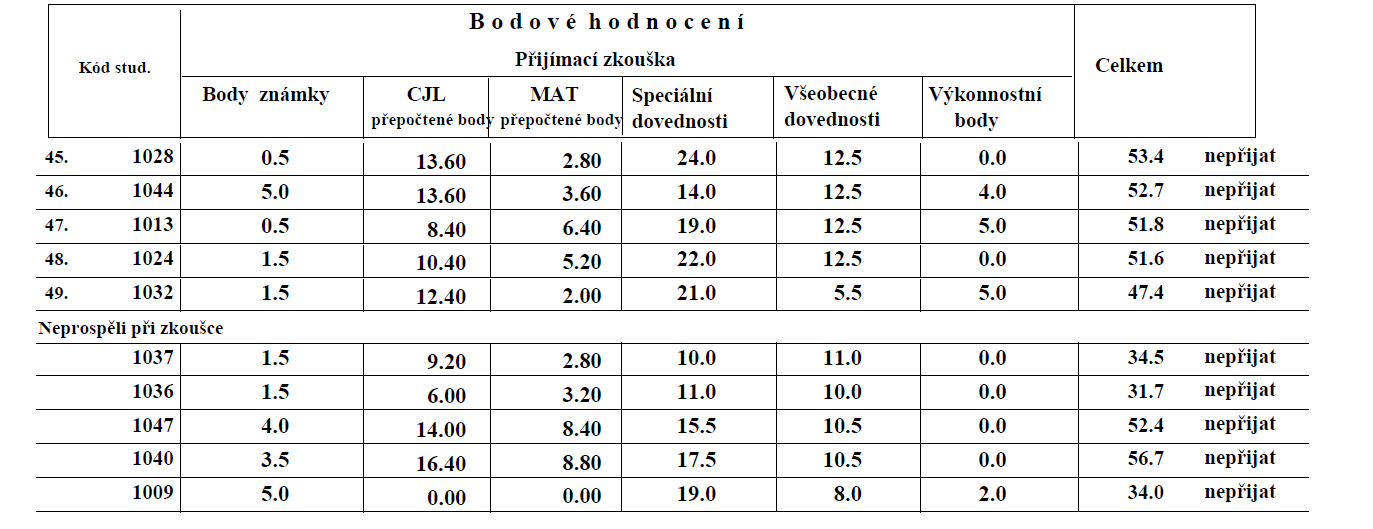 Bodové hodnocení
Přijímací zkouška
Kód stud.
Celkem
Body známky CJL MAT Speciální Všeobecné Výkonnostní
přepočtené body přepočtené body dovednosti dovednosti body
45. 1028 0.5 13.60 2.80 24.0 12.5 0.0 53.4 nepřijat
46. 1044 5.0 13.60 3.60 14.0 12.5 4.0 52.7 nepřijat
47. 1013 0.5 8.40 6.40 19.0 12.5 5.0 51.8 nepřijat
48. 1024 1.5 10.40 5.20 22.0 12.5 0.0 51.6 nepřijat
49. 1032 1.5 12.40 2.00 21.0 5.5 5.0 47.4 nepřijat
Neprospěli při zkoušce
1037 1.5 9.20 2.80 10.0 11.0 0.0 34.5 nepřijat
1036 1.5 6.00 3.20 11.0 10.0 0.0 31.7 nepřijat
1047 4.0 14.00 8.40 15.5 10.5 0.0 52.4 nepřijat
1040 3.5 16.40 8.80 17.5 10.5 0.0 56.7 nepřijat
1009 5.0 0.00 0.00 19.0 8.0 2.0 34.0 nepřijat